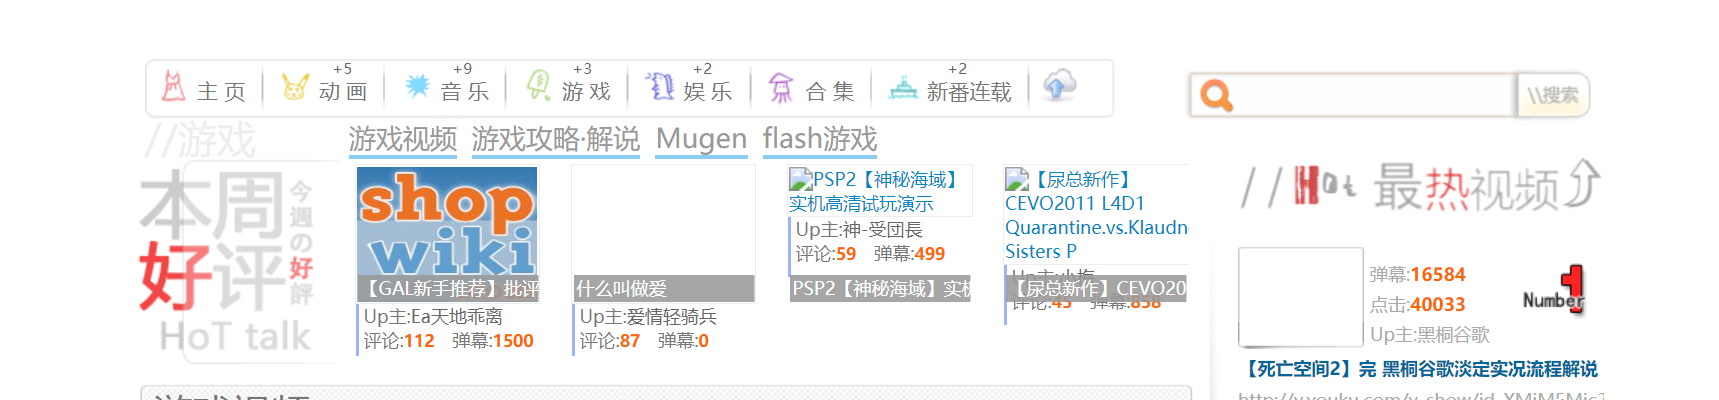 主页 +5 动画 +9 音乐 +3 游戏 +2 娱乐 合集 +2 新番连载
\\搜索
//游戏
游戏视频 游戏攻略·解说 Mugen flash游戏
本周好评
今週の好評
HoT talk
shop wiki
【GAL新手推荐】批评
Up主:Ea天地乖离
评论:112 弹幕:1500
什么叫做爱
Up主:爱情轻骑兵
评论:87 弹幕:0
PSP2【神秘海域】
实机高清试玩演示
Up主:神-受団長
评论:59 弹幕:499
PSP2【神秘海域】实机
【尿总新作】
CEVO2011 L4D1
Quarantine.vs.Klaudn
Sisters P
【尿总新作】CEVO20
评论:45 弹幕:858
//Hot 最热视频
弹幕:16584
点击:40033
Up主:黑桐谷歌
Number 1
【死亡空间2】完 黑桐谷歌淡定实况流程解说
游戏视频